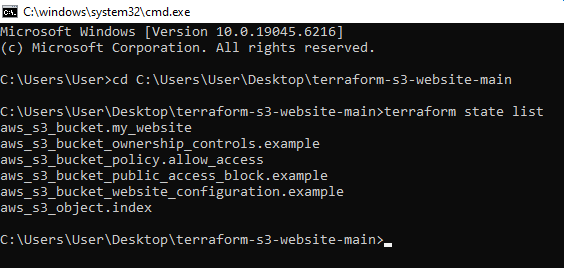 C:\windows\system32\cmd.exe
Microsoft Windows [Version 10.0.19045.6216]
(c) Microsoft Corporation. All rights reserved.
C:\Users\User>cd C:\Users\User\Desktop\terraform-s3-website-main
C:\Users\User\Desktop\terraform-s3-website-main>terraform state list
aws_s3_bucket.my_website
aws_s3_bucket_ownership_controls.example
aws_s3_bucket_policy.allow_access
aws_s3_bucket_public_access_block.example
aws_s3_bucket_website_configuration.example
aws_s3_object.index
C:\Users\User\Desktop\terraform-s3-website-main>